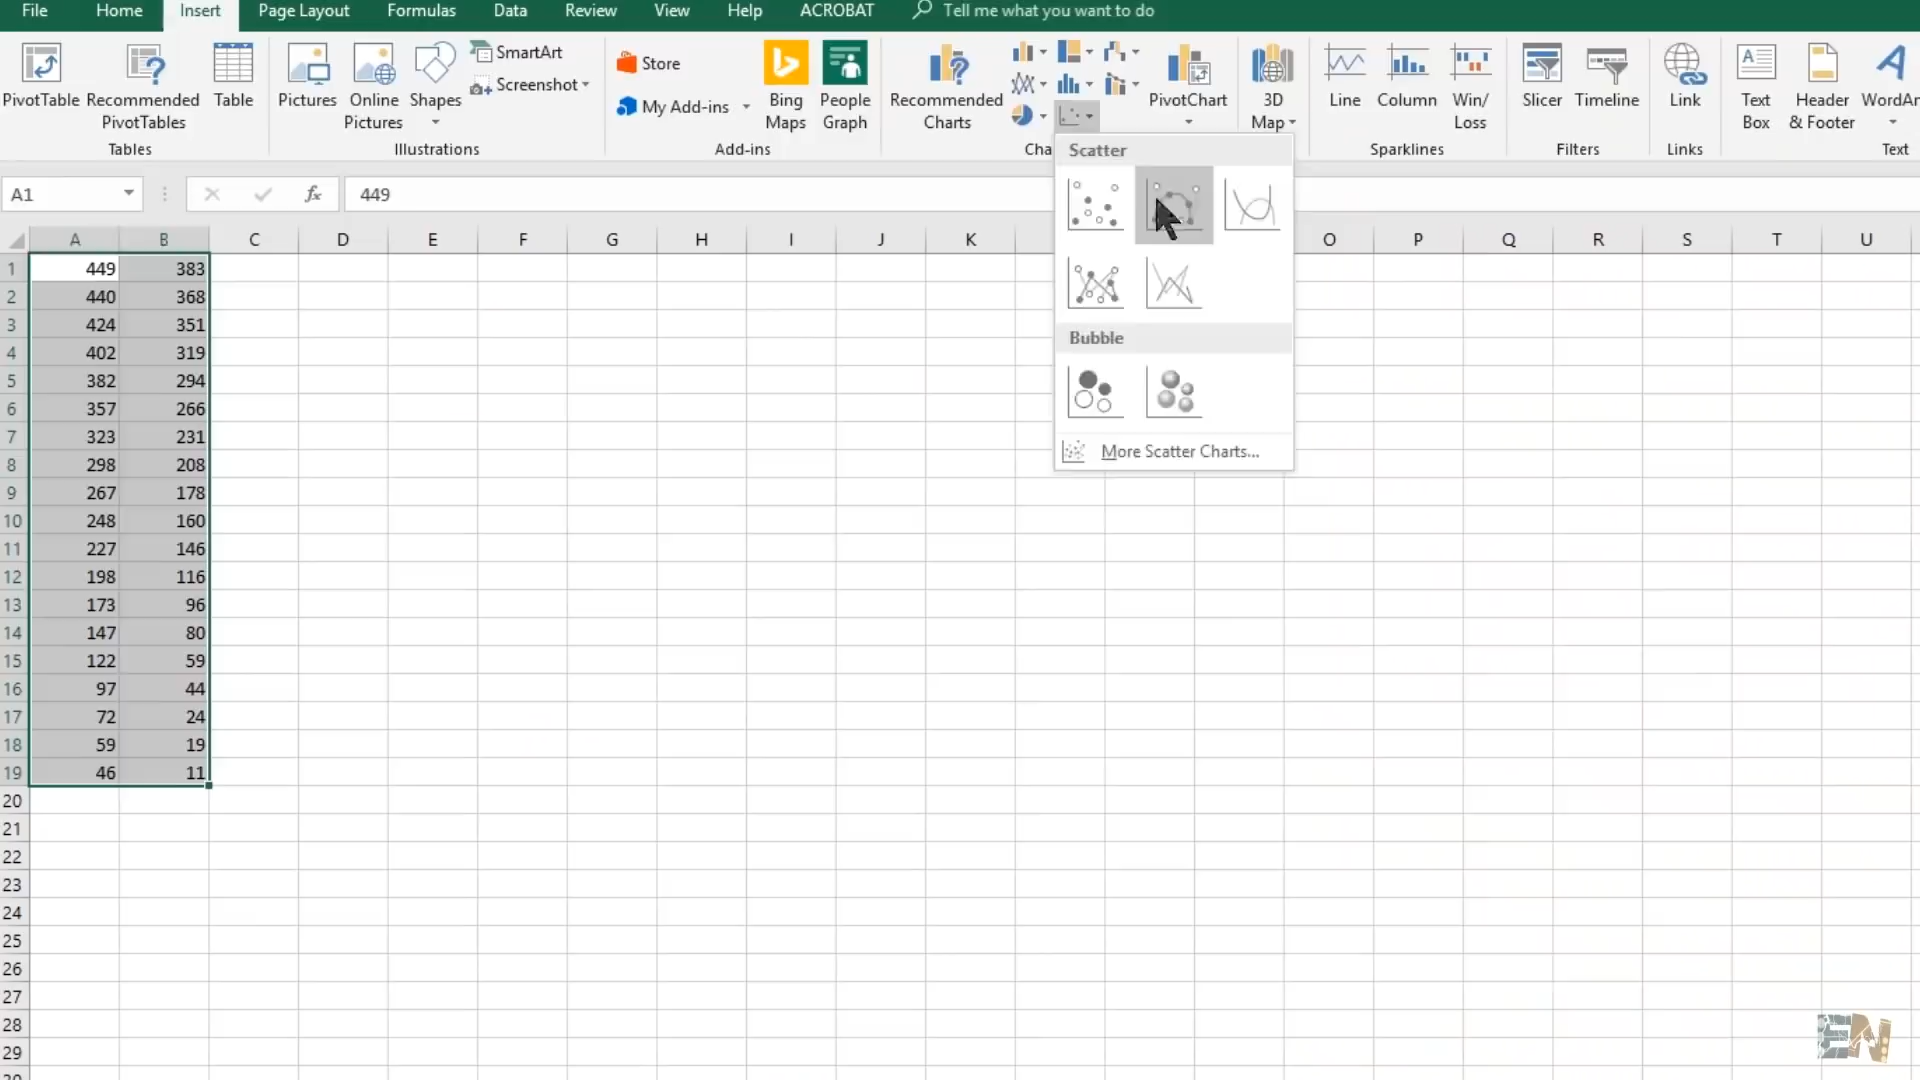 File Home Insert Page Layout Formulas Data Review View Help ACROBAT Tell me what you want to do
PivotTable
Recommended
PivotTables
Table
Tables
Pictures
Online
Pictures
Shapes
SmartArt
Screenshot
Illustrations
Store
My Add-ins
Bing
Maps
People
Graph
Add-ins
Recommended
Charts
PivotChart
3D
Map
Line
Column
Win/
Loss
Sparklines
Slicer
Timeline
Filters
Link
Links
Text
Box
Header
& Footer
WordAr
Text
Cha
Scatter
Bubble
More Scatter Charts...
A1 fx 449
A B C D E F G H I J K O P Q R S T U
1 449 383
2 440 368
3 424 351
4 402 319
5 382 294
6 357 266
7 323 231
8 298 208
9 267 178
10 248 160
11 227 146
12 198 116
13 173 96
14 147 80
15 122 59
16 97 44
17 72 24
18 59 19
19 46 11
20
21
22
23
24
25
26
27
28
29
EN